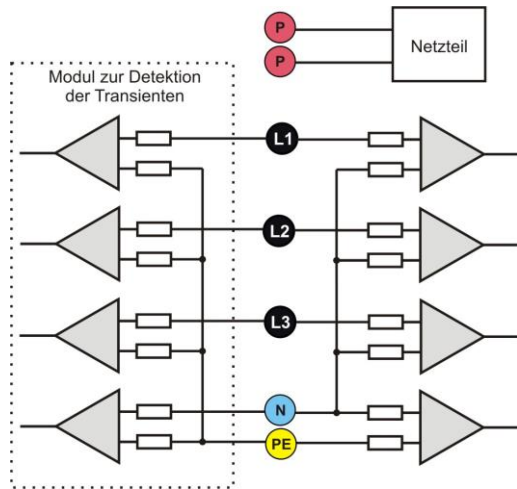 P
P
Netzteil
Modul zur Detektion
der Transienten
L1
L2
L3
N
PE